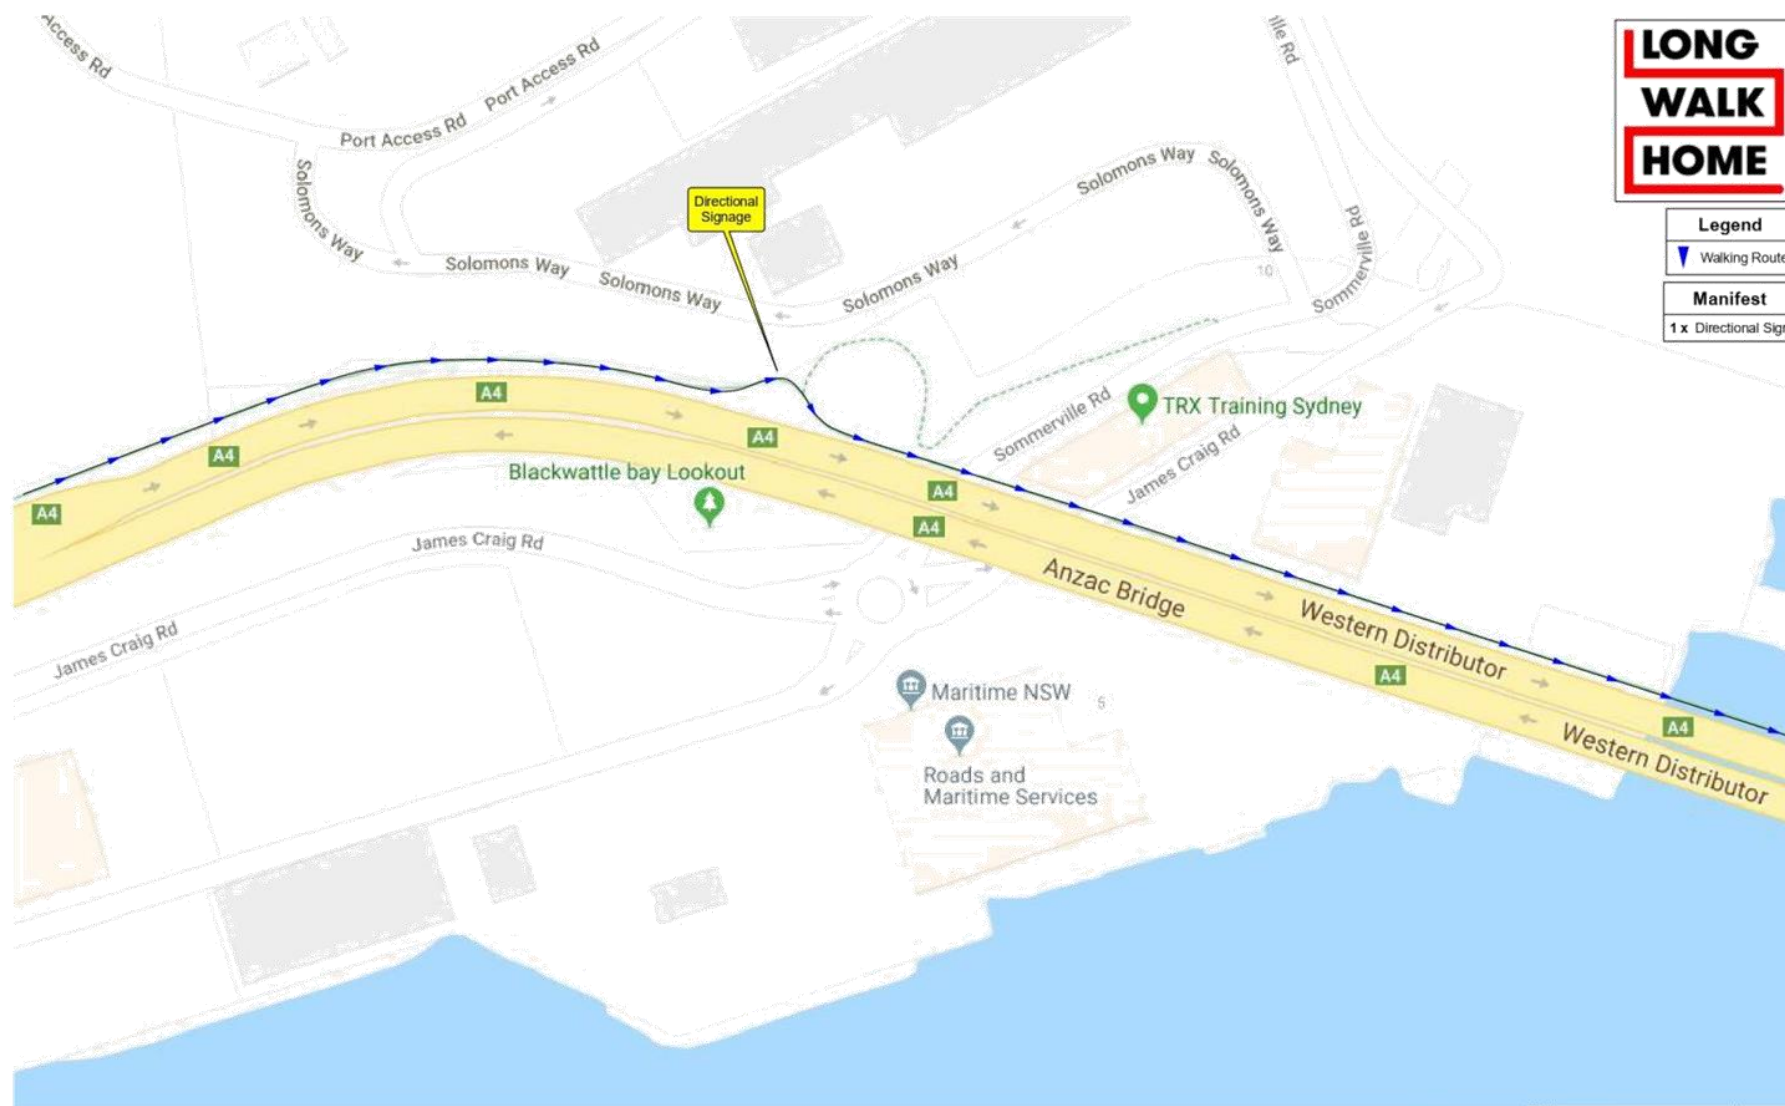 Access Rd
Port Access Rd
Port Access Rd
Solomons Way
Solomons Way
Solomons Way
Solomons Way
Solomons Way
Solomons Way
Directional
Signage
Sommerville Rd
Sommerville Rd
10
LONG
WALK
HOME
Legend
Walking Route
Manifest
1 x Directional Sign
A4
A4
A4
A4
A4
A4
A4
A4
TRX Training Sydney
James Craig Rd
Blackwattle bay Lookout
James Craig Rd
James Craig Rd
Anzac Bridge
Western Distributor
Western Distributor
Maritime NSW
5
Roads and
Maritime Services